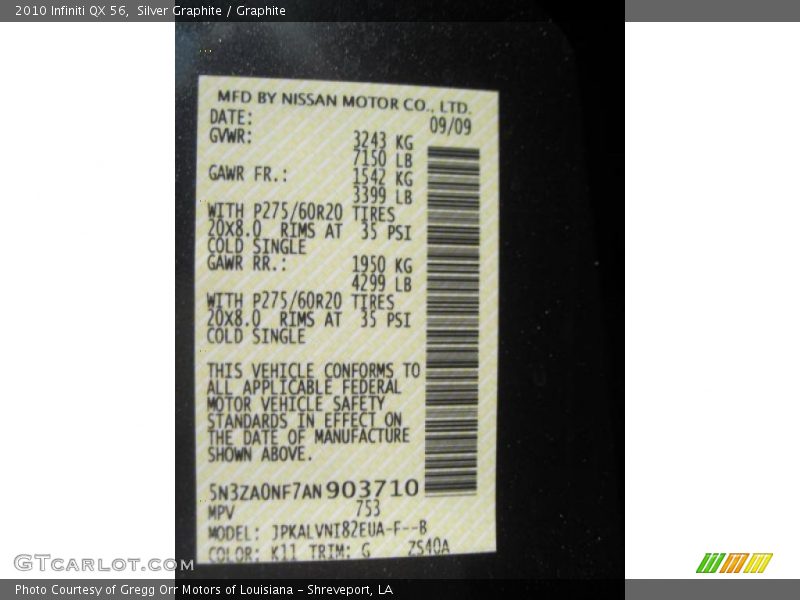 2010 Infiniti QX 56,  Silver Graphite / Graphite
MFD BY NISSAN MOTOR CO., LTD.
DATE: 09/09
GVWR: 3243 KG
7150 LB
GAWR FR.: 1542 KG
3399 LB
WITH P275/60R20 TIRES
20X8.0 RIMS AT 35 PSI
COLD SINGLE
GAWR RR.: 1950 KG
4299 LB
WITH P275/60R20 TIRES
20X8.0 RIMS AT 35 PSI
COLD SINGLE
THIS VEHICLE CONFORMS TO
ALL APPLICABLE FEDERAL
MOTOR VEHICLE SAFETY
STANDARDS IN EFFECT ON
THE DATE OF MANUFACTURE
SHOWN ABOVE.
5N3ZA0NF7AN903710
MPV 753
MODEL: JPKALVNI82EUA-F--B
COLOR: K11 TRIM: G ZS40A
GTCarLot.com
Photo Courtesy of Gregg Orr Motors of Louisiana - Shreveport, LA